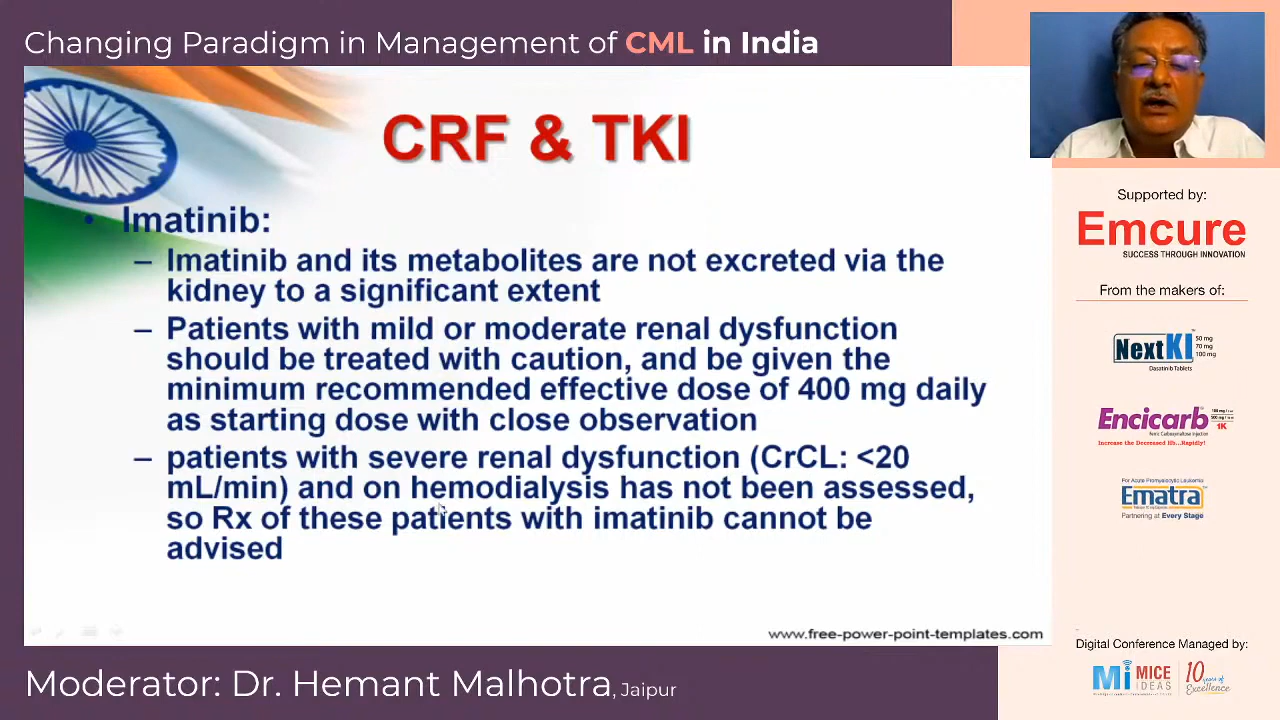 Changing Paradigm in Management of CML in India
CRF & TKI
• Imatinib:
– Imatinib and its metabolites are not excreted via the
kidney to a significant extent
– Patients with mild or moderate renal dysfunction
should be treated with caution, and be given the
minimum recommended effective dose of 400 mg daily
as starting dose with close observation
– patients with severe renal dysfunction (CrCL: <20
mL/min) and on hemodialysis has not been assessed,
so Rx of these patients with imatinib cannot be
advised
www.free-power-point-templates.com
Moderator: Dr. Hemant Malhotra, Jaipur
Supported by:
Emcure
SUCCESS THROUGH INNOVATION
From the makers of:
NextKI
50 mg
70 mg
100 mg
Dasatinib Tablets
Encicarb
1K
Ferric Carboxymaltose Injection
Increase the Decreased Hb...Rapidly!
For Acute Promyelocytic Leukemia
Ematra
Partnering at Every Stage
Digital Conference Managed by:
Mi MICE
IDEAS
10 years of
Excellence